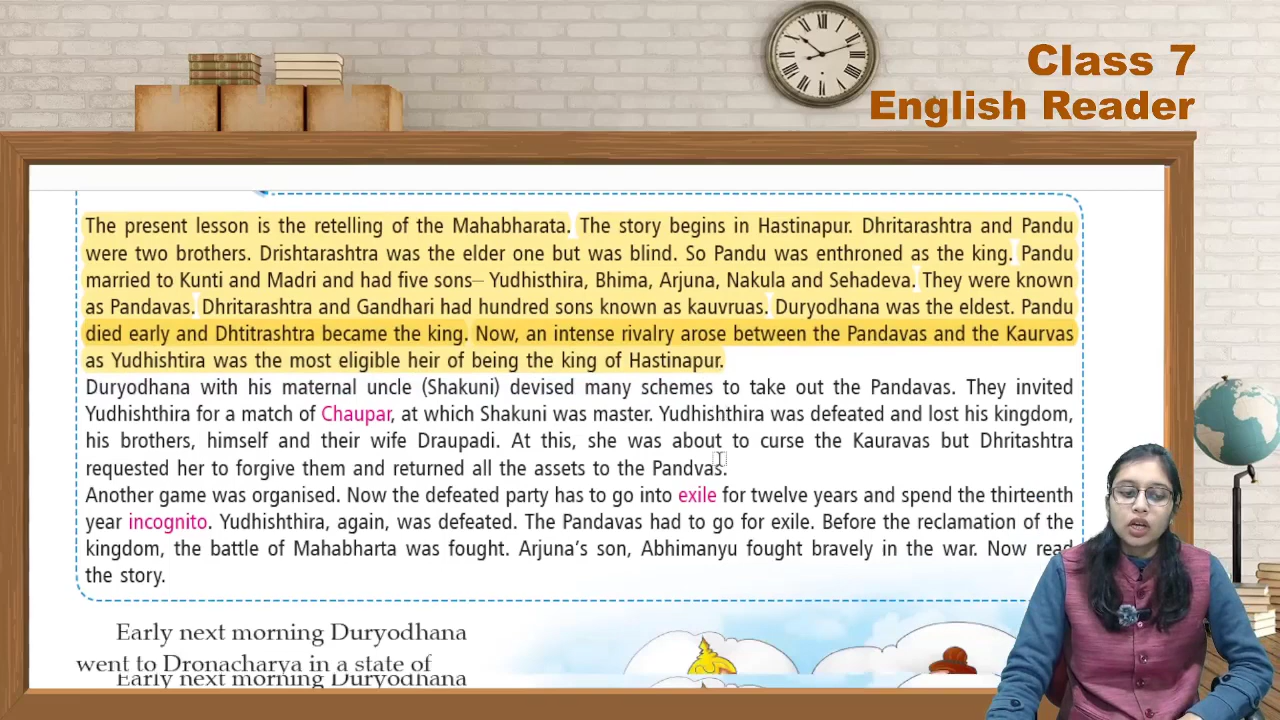 Class 7
English Reader
The present lesson is the retelling of the Mahabharata. The story begins in Hastinapur. Dhritarashtra and Pandu
were two brothers. Drishtarashtra was the elder one but was blind. So Pandu was enthroned as the king. Pandu
married to Kunti and Madri and had five sons– Yudhisthira, Bhima, Arjuna, Nakula and Sehadeva. They were known
as Pandavas. Dhritarashtra and Gandhari had hundred sons known as kauvruas. Duryodhana was the eldest. Pandu
died early and Dhtitrashtra became the king. Now, an intense rivalry arose between the Pandavas and the Kaurvas
as Yudhishtira was the most eligible heir of being the king of Hastinapur.
Duryodhana with his maternal uncle (Shakuni) devised many schemes to take out the Pandavas. They invited
Yudhishthira for a match of Chaupar, at which Shakuni was master. Yudhishthira was defeated and lost his kingdom,
his brothers, himself and their wife Draupadi. At this, she was about to curse the Kauravas but Dhritashtra
requested her to forgive them and returned all the assets to the Pandvas.
Another game was organised. Now the defeated party has to go into exile for twelve years and spend the thirteenth
year incognito. Yudhishthira, again, was defeated. The Pandavas had to go for exile. Before the reclamation of the
kingdom, the battle of Mahabharta was fought. Arjuna's son, Abhimanyu fought bravely in the war. Now read
the story.
Early next morning Duryodhana
went to Dronacharya in a state of
Early next morning Duryodhana